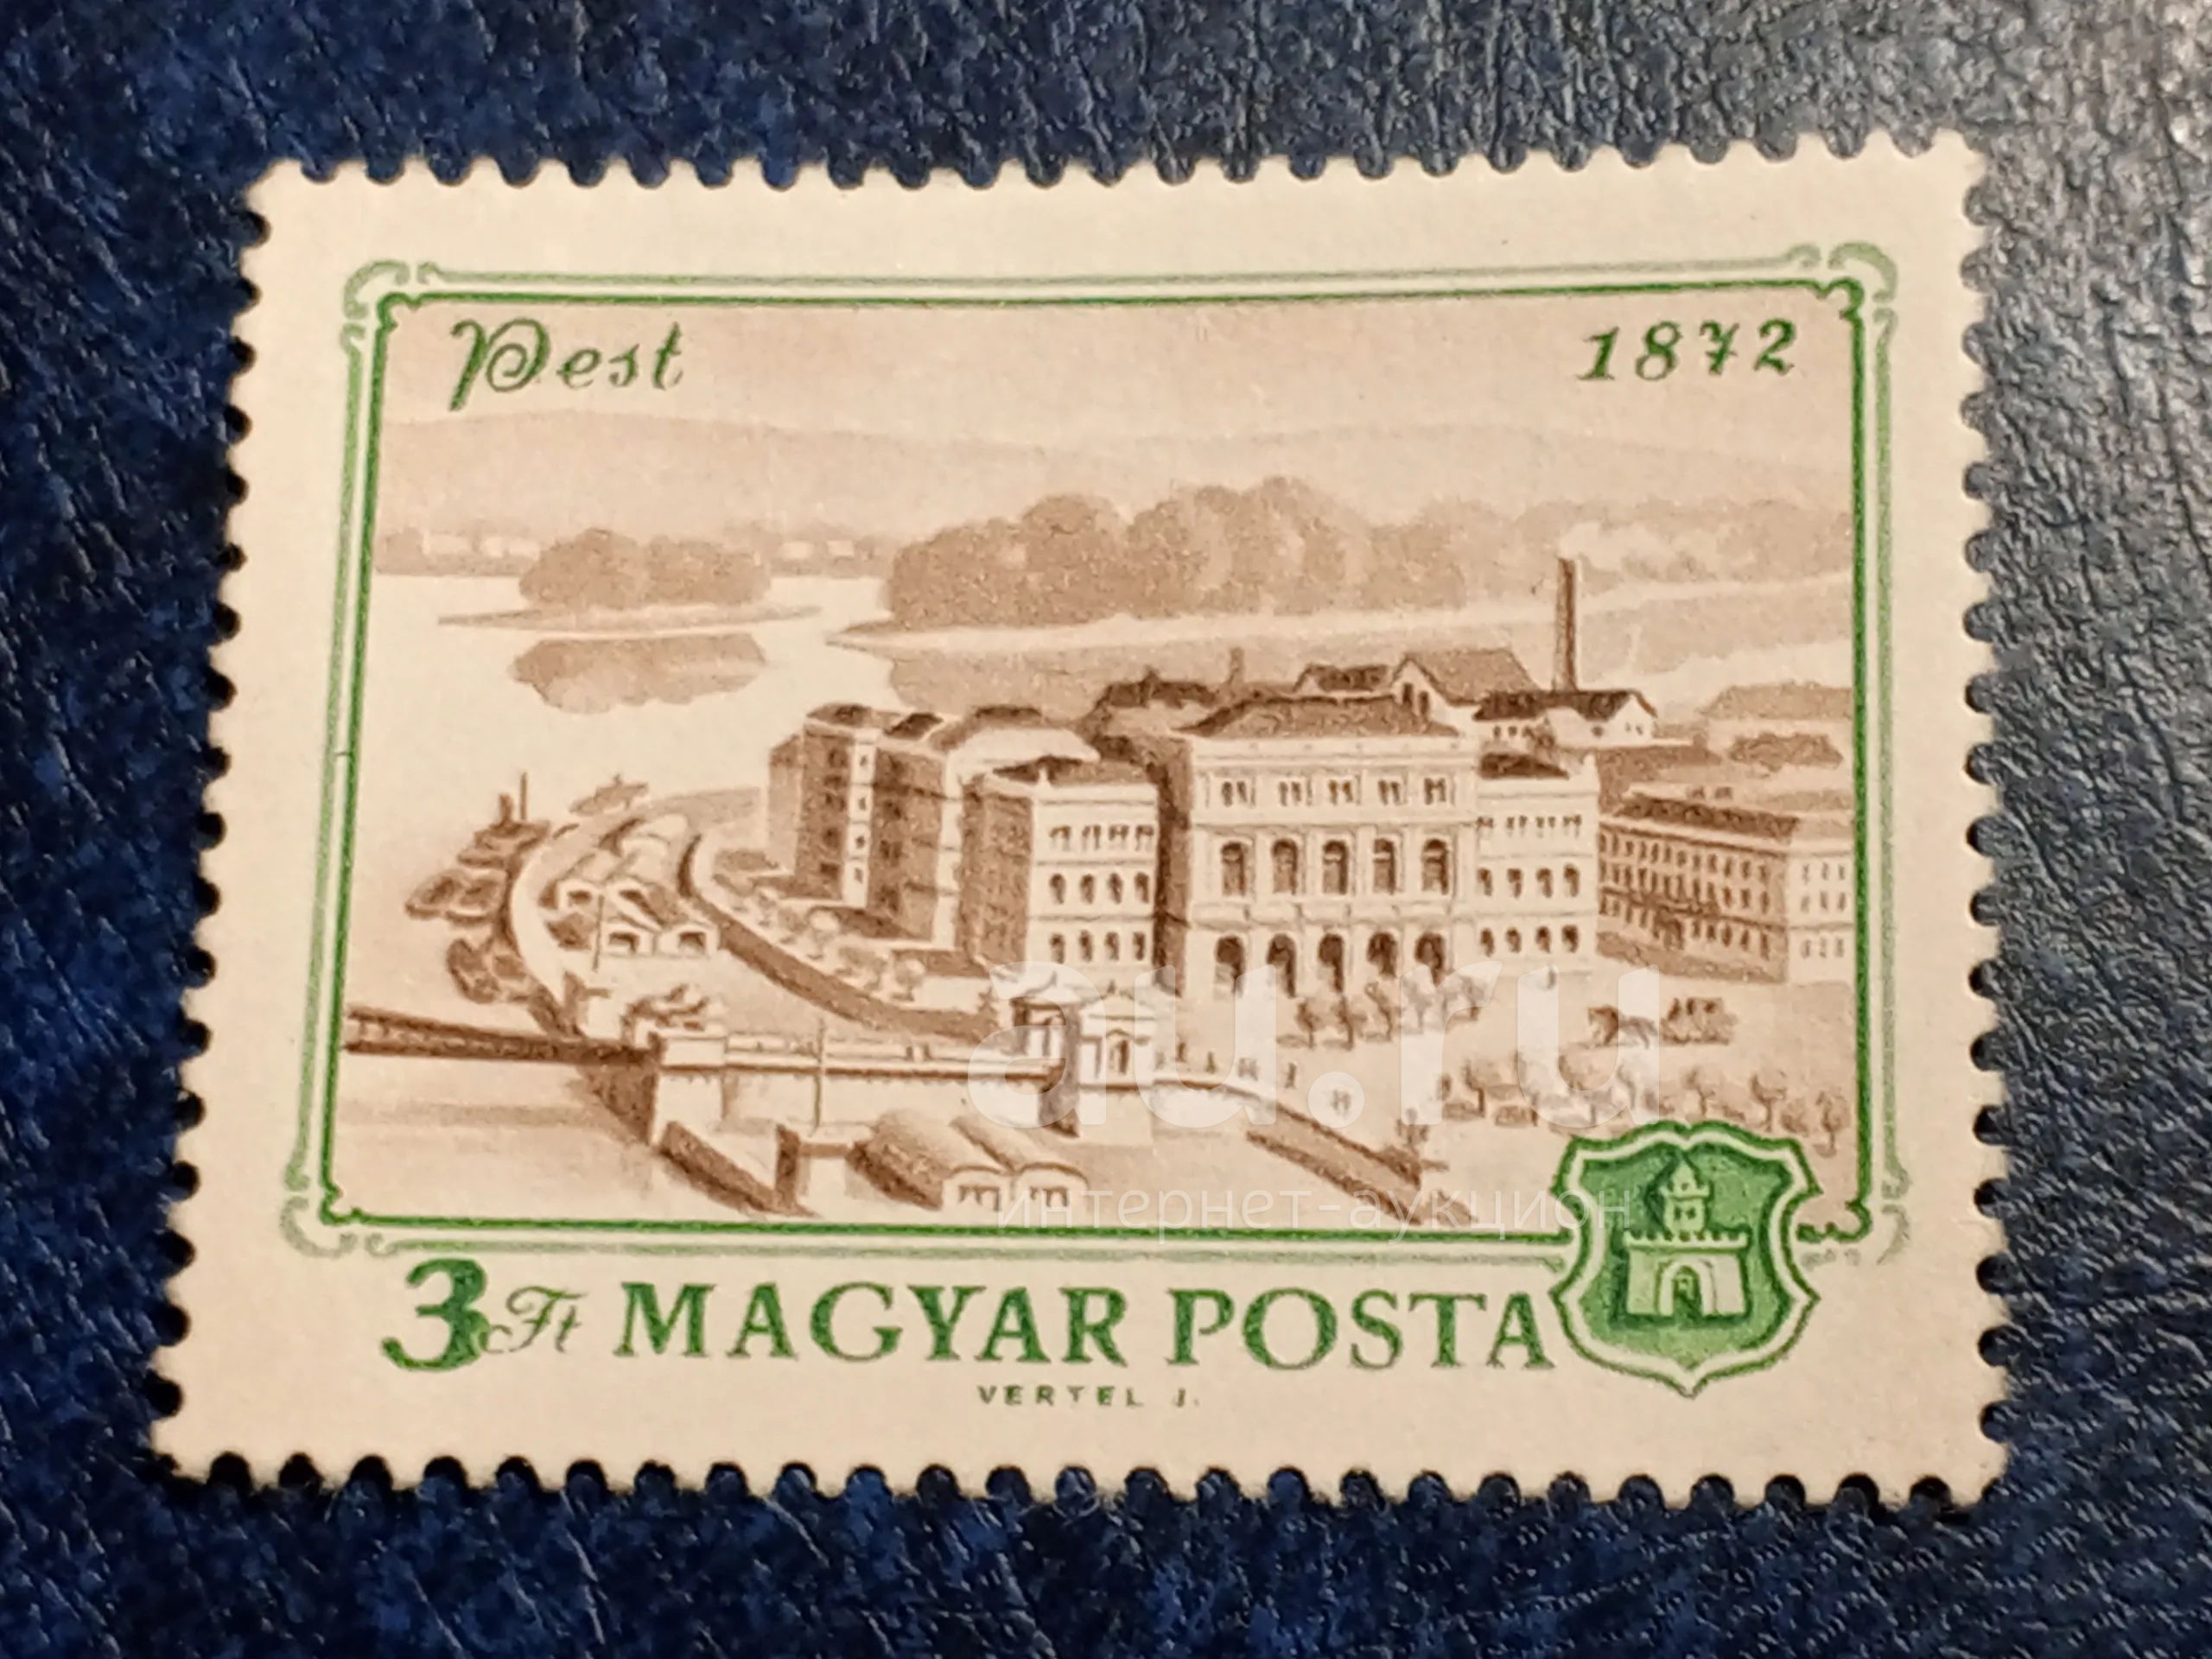 Pest 1872
au.ru
интернет-аукцион
3 Ft MAGYAR POSTA
VERTEL J.